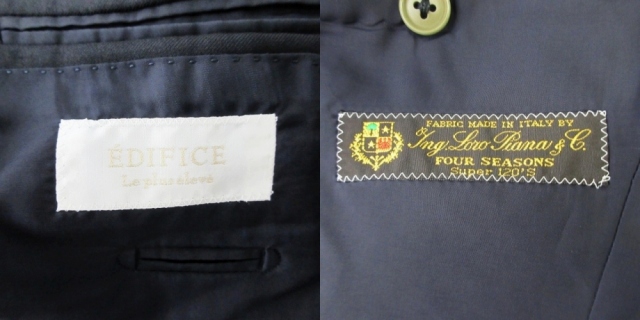 ÉDIFICE
Le plus élevé
FABRIC MADE IN ITALY BY
Ing. Loro Piana & C.
FOUR SEASONS
Super 120'S